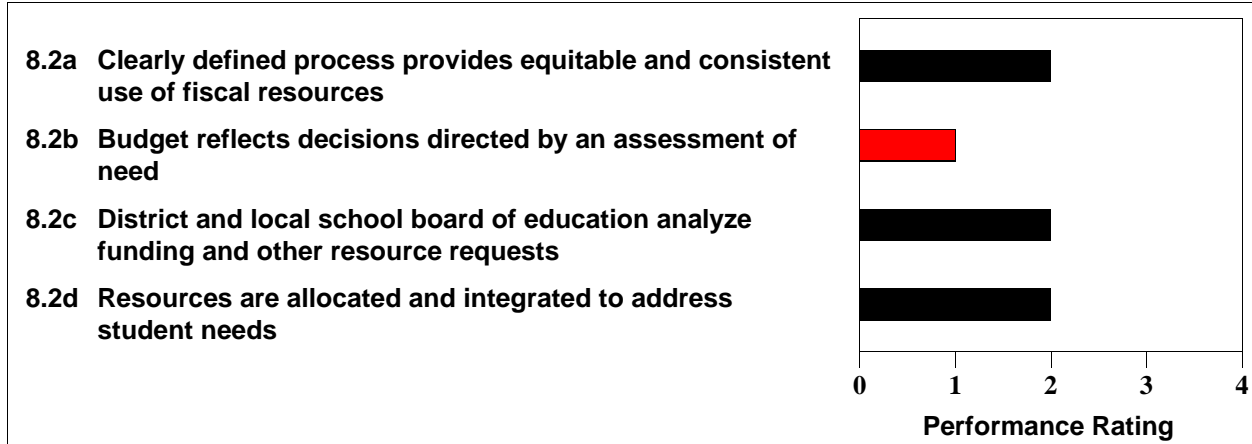 8.2a Clearly defined process provides equitable and consistent
use of fiscal resources
8.2b Budget reflects decisions directed by an assessment of
need
8.2c District and local school board of education analyze
funding and other resource requests
8.2d Resources are allocated and integrated to address
student needs
0 1 2 3 4
Performance Rating